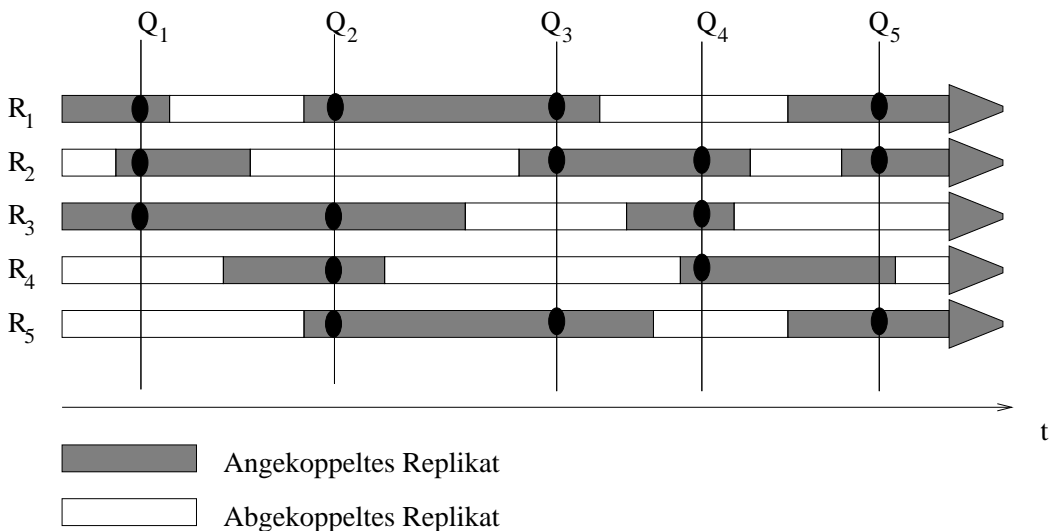 Q1 Q2 Q3 Q4 Q5
R1
R2
R3
R4
R5
t
Angekoppeltes Replikat
Abgekoppeltes Replikat